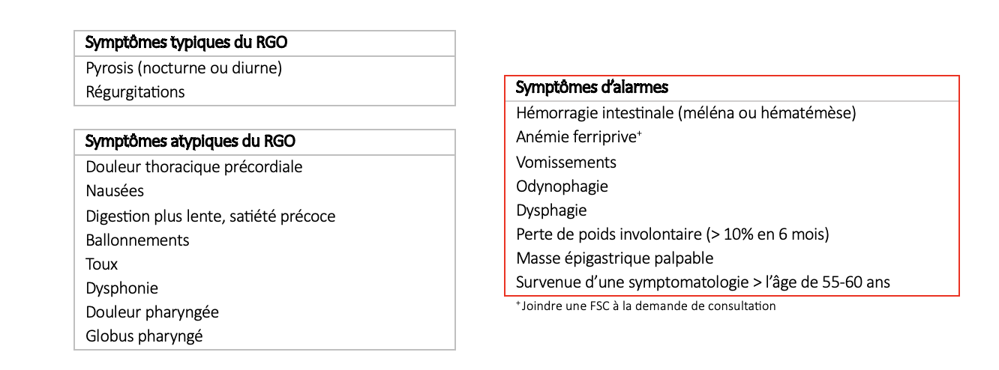 Symptômes typiques du RGO
Pyrosis (nocturne ou diurne)
Régurgitations
Symptômes atypiques du RGO
Douleur thoracique précordiale
Nausées
Digestion plus lente, satiété précoce
Ballonnements
Toux
Dysphonie
Douleur pharyngée
Globus pharyngé
Symptômes d'alarmes
Hémorragie intestinale (méléna ou hématémèse)
Anémie ferriprive⁺
Vomissements
Odynophagie
Dysphagie
Perte de poids involontaire (> 10% en 6 mois)
Masse épigastrique palpable
Survenue d'une symptomatologie > l'âge de 55-60 ans
⁺ Joindre une FSC à la demande de consultation